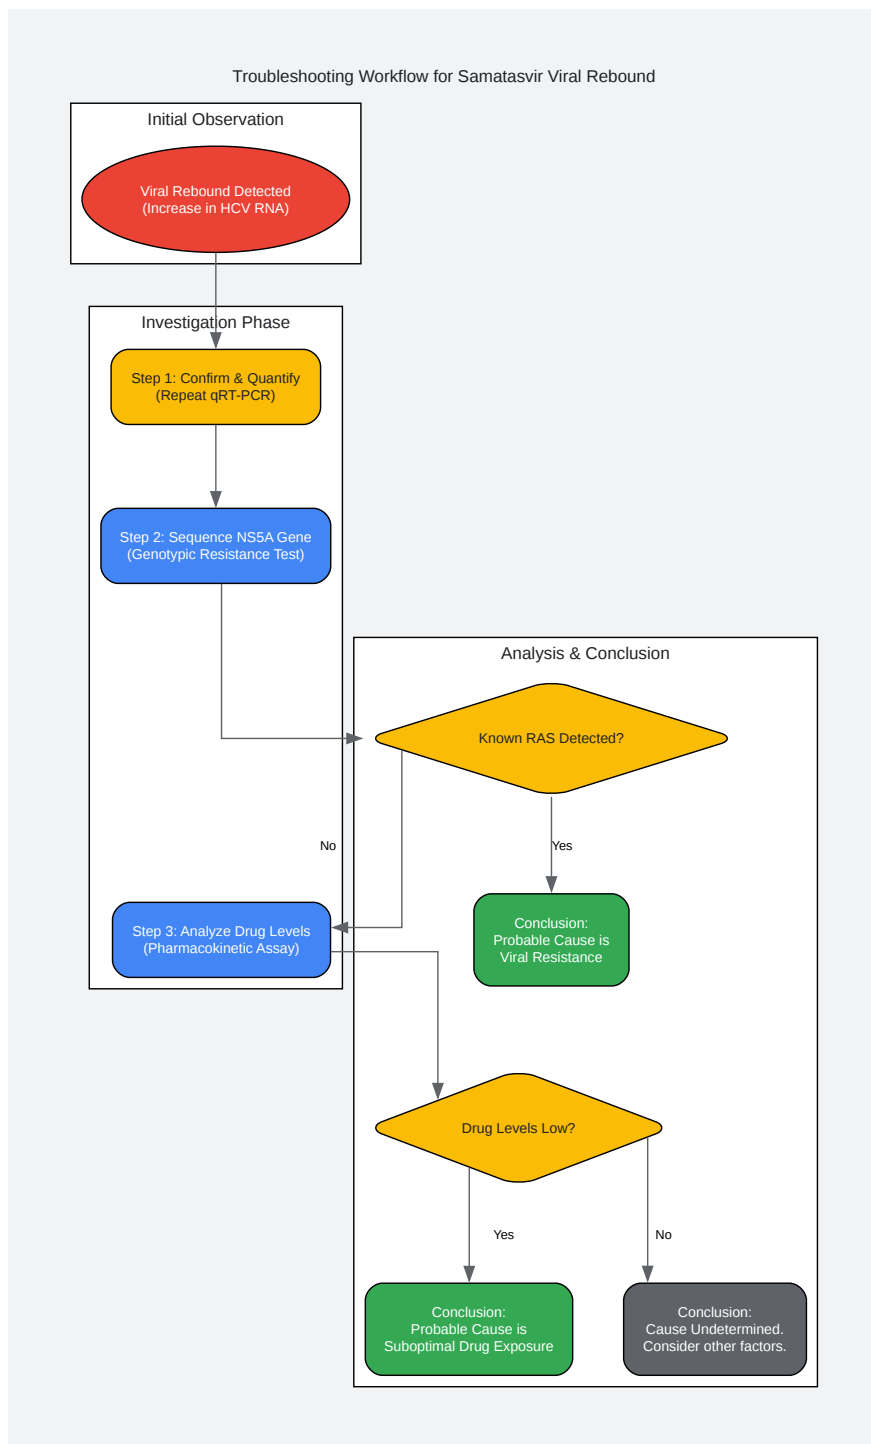 Troubleshooting Workflow for Samatasvir Viral Rebound
Initial Observation
Viral Rebound Detected
(Increase in HCV RNA)
Investigation Phase
Step 1: Confirm & Quantify
(Repeat qRT-PCR)
Step 2: Sequence NS5A Gene
(Genotypic Resistance Test)
Analysis & Conclusion
Known RAS Detected?
No
Yes
Step 3: Analyze Drug Levels
(Pharmacokinetic Assay)
Conclusion:
Probable Cause is
Viral Resistance
Drug Levels Low?
Yes
No
Conclusion:
Probable Cause is
Suboptimal Drug Exposure
Conclusion:
Cause Undetermined.
Consider other factors.